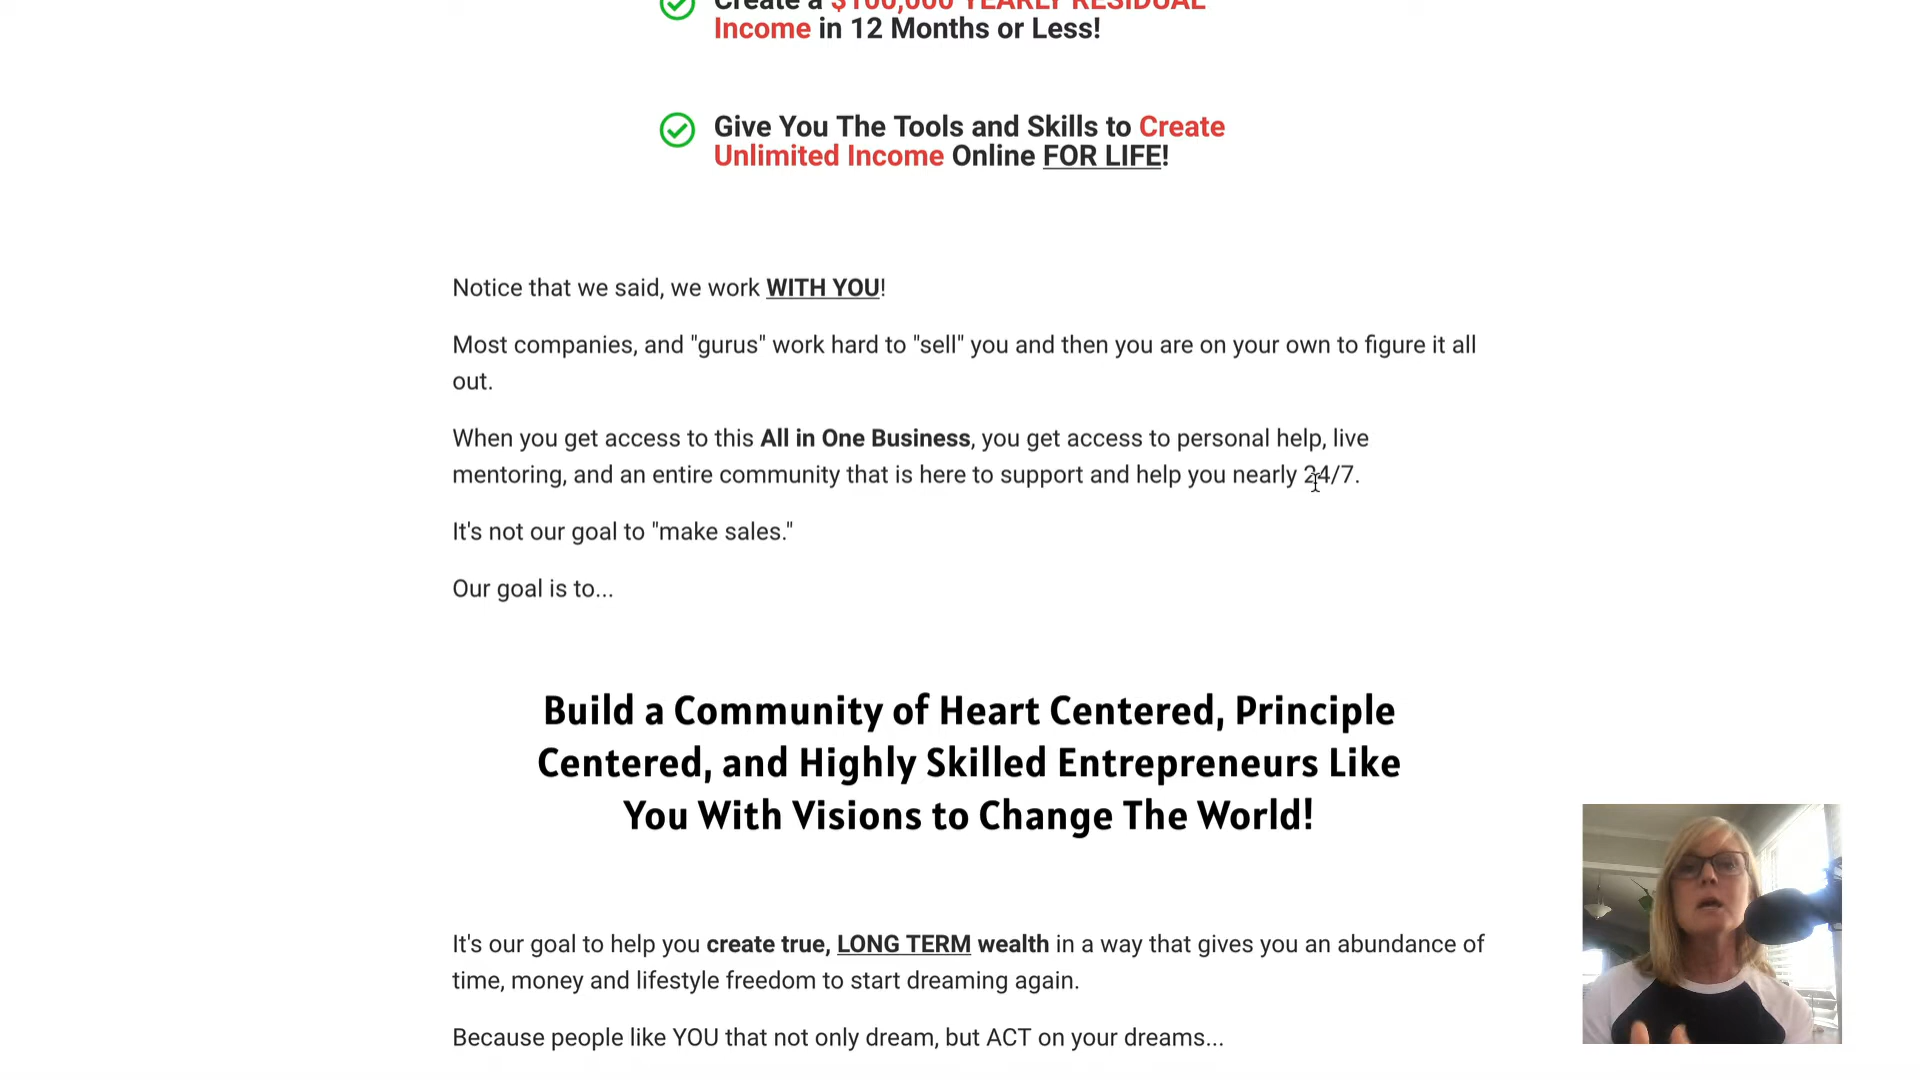 Create a $100,000 YEARLY RESIDUAL
Income in 12 Months or Less!
Give You The Tools and Skills to Create
Unlimited Income Online FOR LIFE!
Notice that we said, we work WITH YOU!
Most companies, and "gurus" work hard to "sell" you and then you are on your own to figure it all
out.
When you get access to this All in One Business, you get access to personal help, live
mentoring, and an entire community that is here to support and help you nearly 24/7.
It's not our goal to "make sales."
Our goal is to...
Build a Community of Heart Centered, Principle
Centered, and Highly Skilled Entrepreneurs Like
You With Visions to Change The World!
It's our goal to help you create true, LONG TERM wealth in a way that gives you an abundance of
time, money and lifestyle freedom to start dreaming again.
Because people like YOU that not only dream, but ACT on your dreams...